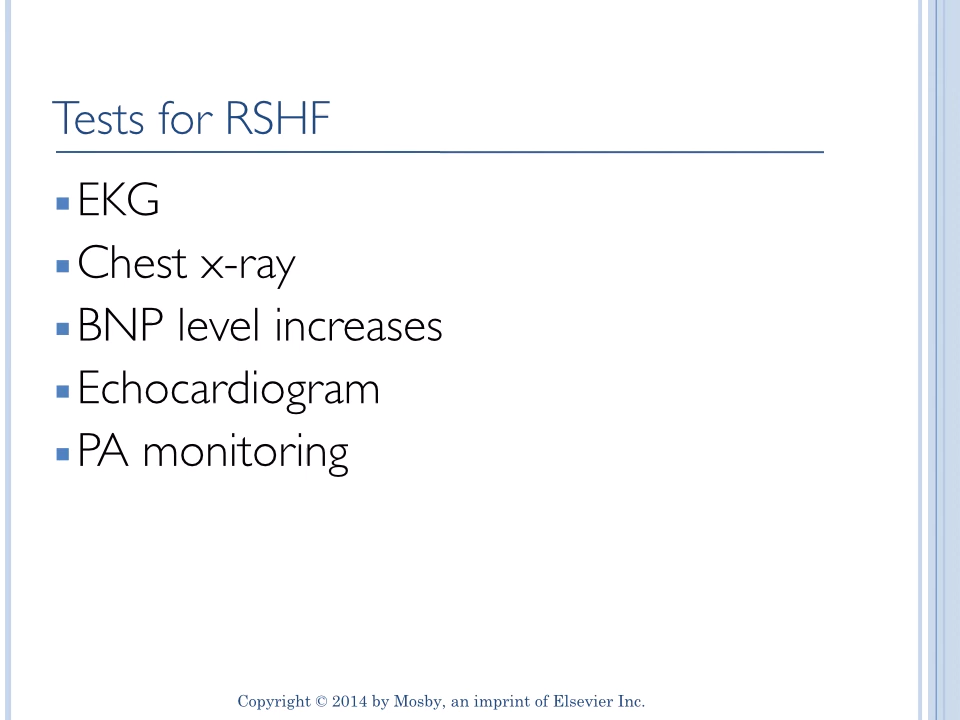 Tests for RSHF
EKG
Chest x-ray
BNP level increases
Echocardiogram
PA monitoring
Copyright © 2014 by Mosby, an imprint of Elsevier Inc.